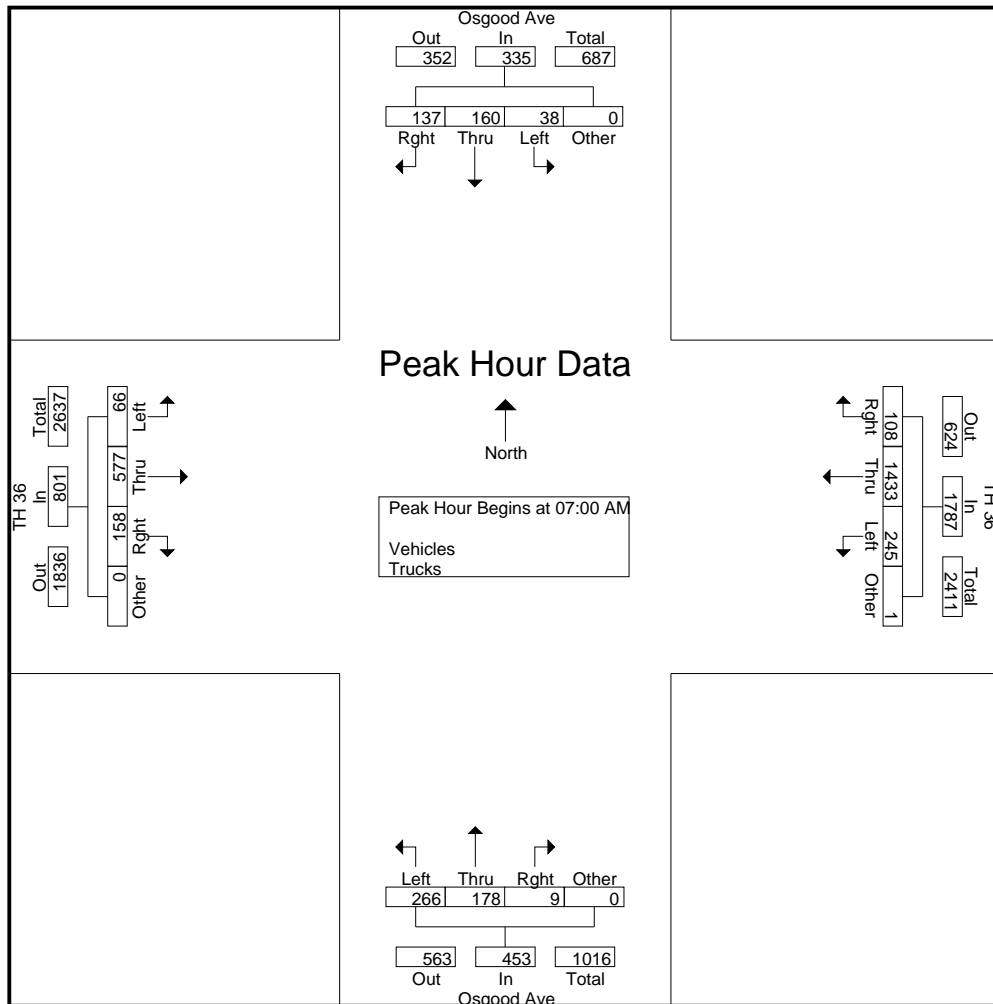 Osgood Ave
Out In Total
352 335 687
137 160 38 0
Rght Thru Left Other
Peak Hour Data
North
Peak Hour Begins at 07:00 AM
Vehicles
Trucks
TH 36
Total In Out
2637 801 1836
66 577 158 0
Left Thru Rght Other
Rght Thru Left Other
108 1433 245 1
Out In Total
624 1787 2411
TH 36
Left Thru Rght Other
266 178 9 0
563 453 1016
Out In Total
Osgood Ave